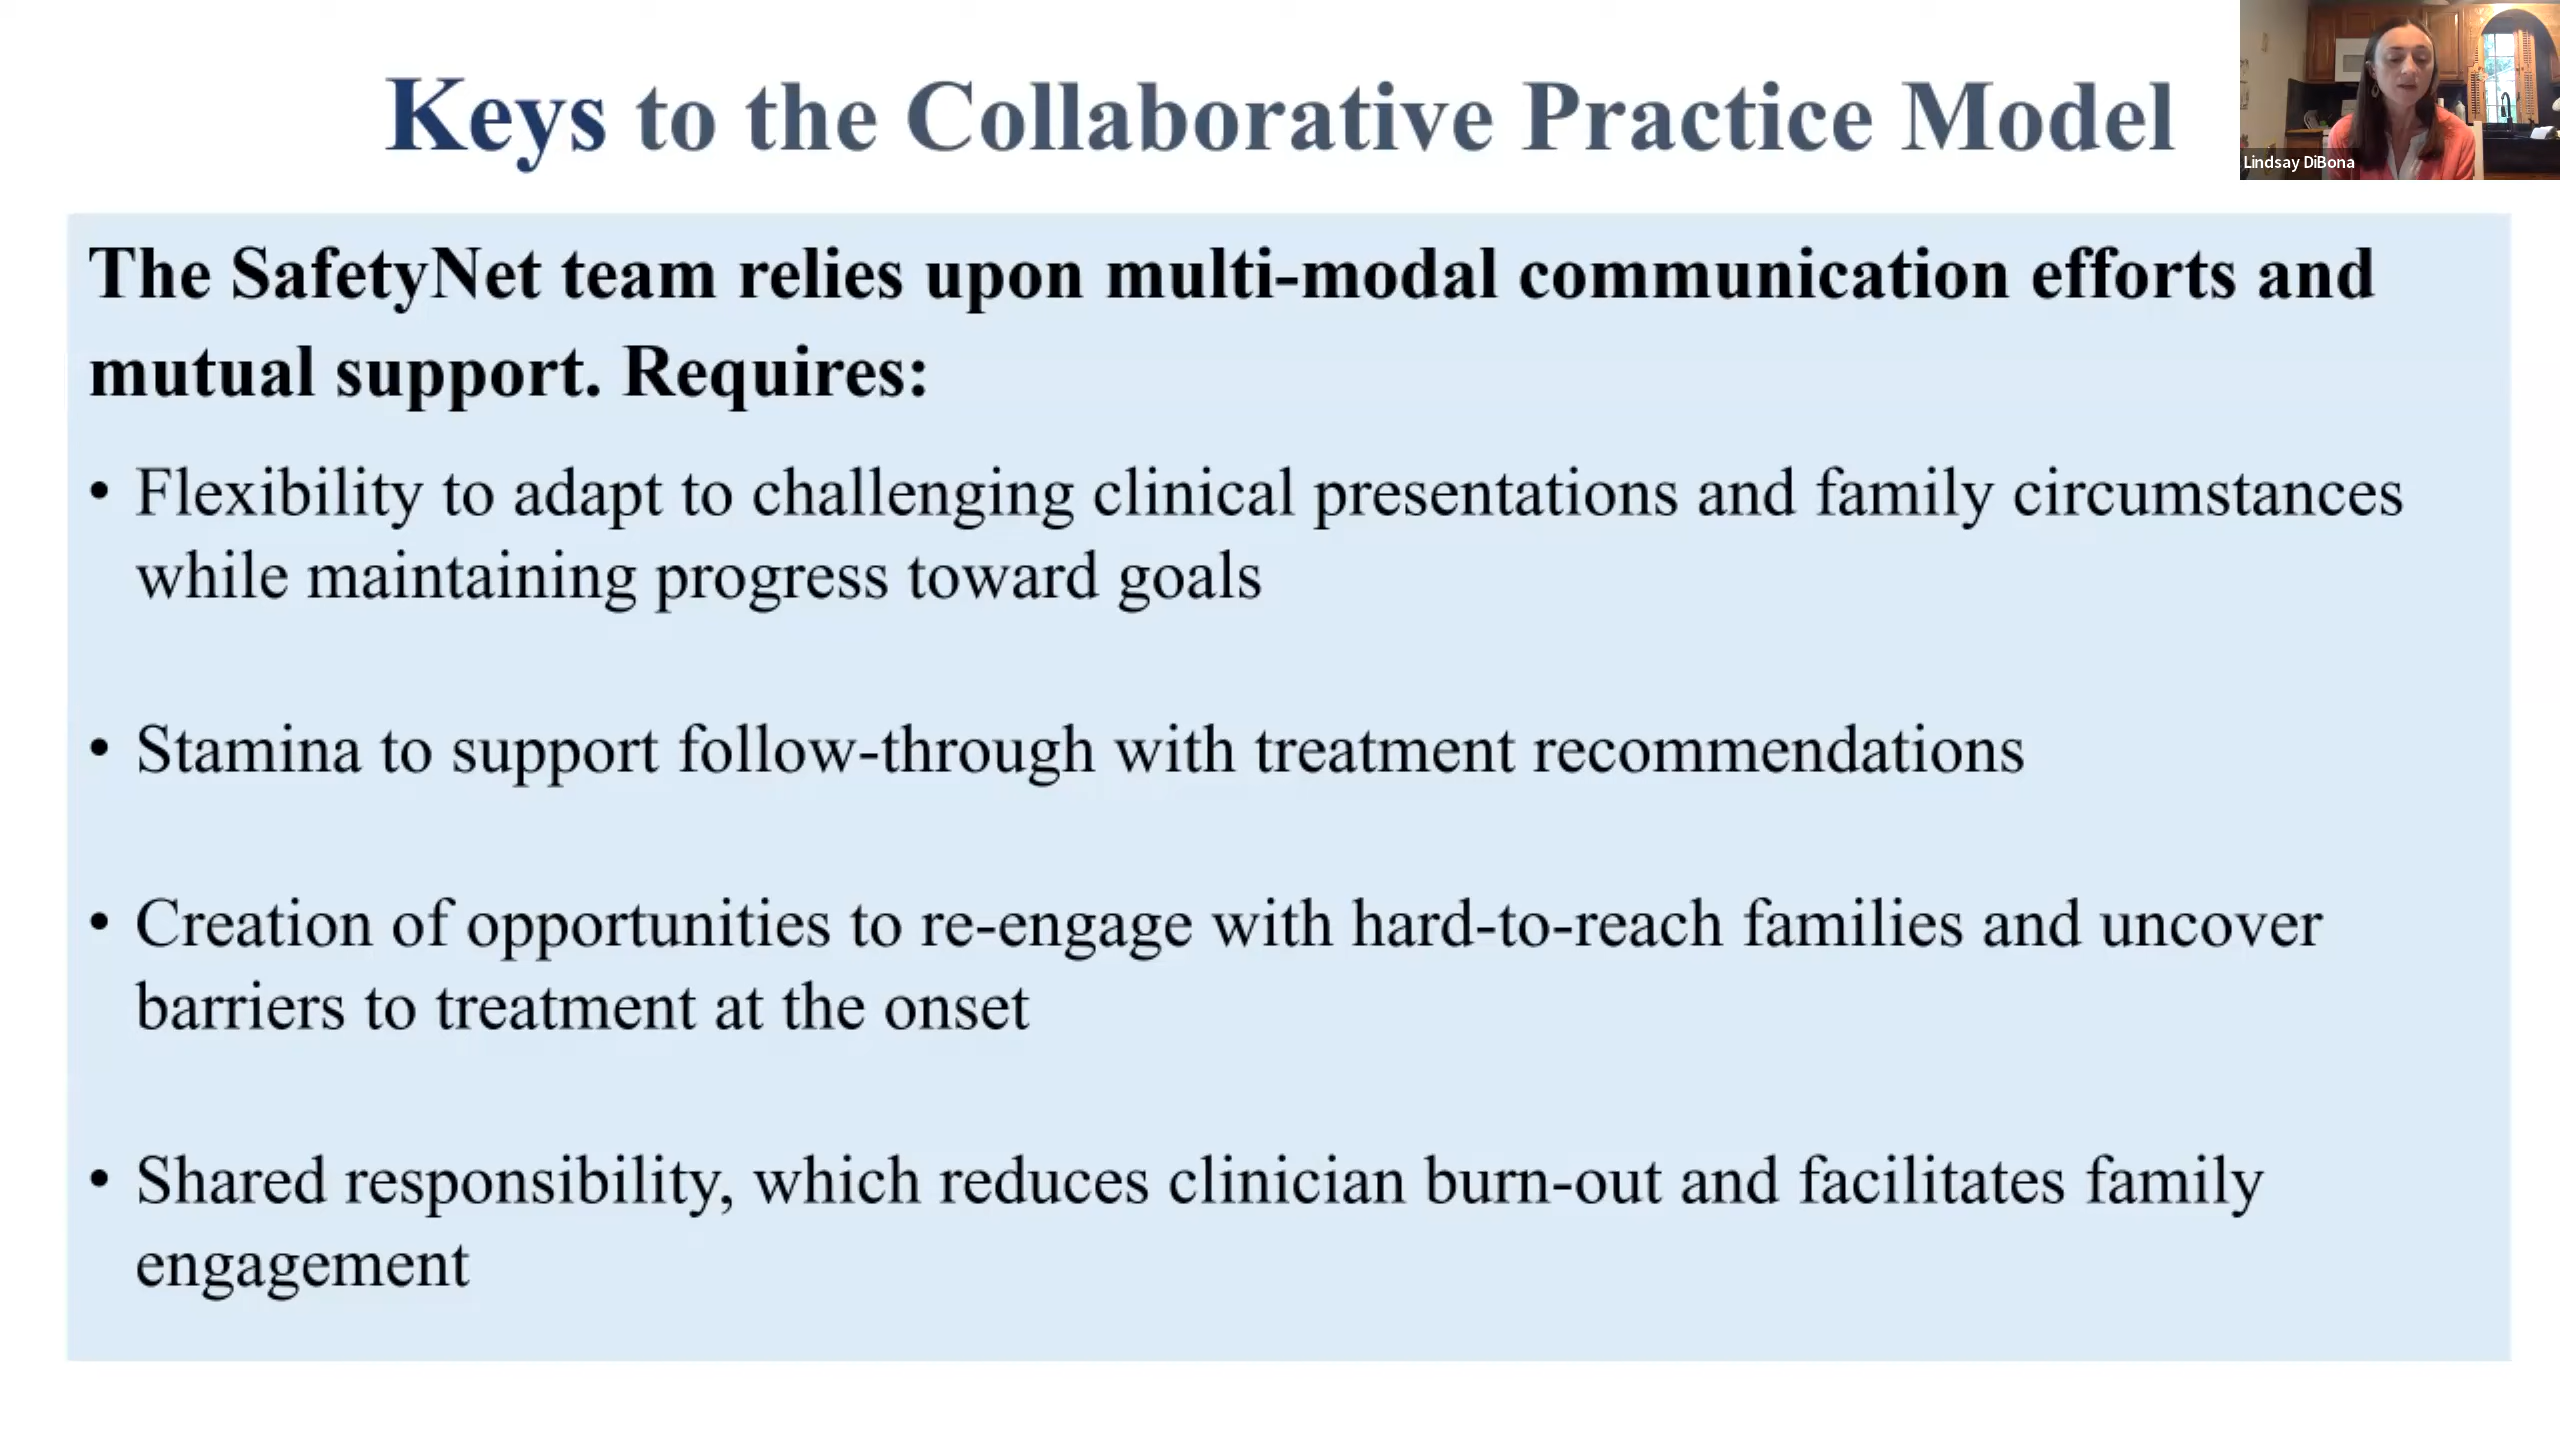 Keys to the Collaborative Practice Model
Lindsay DiBona
The SafetyNet team relies upon multi-modal communication efforts and
mutual support. Requires:
• Flexibility to adapt to challenging clinical presentations and family circumstances
while maintaining progress toward goals
• Stamina to support follow-through with treatment recommendations
• Creation of opportunities to re-engage with hard-to-reach families and uncover
barriers to treatment at the onset
• Shared responsibility, which reduces clinician burn-out and facilitates family
engagement